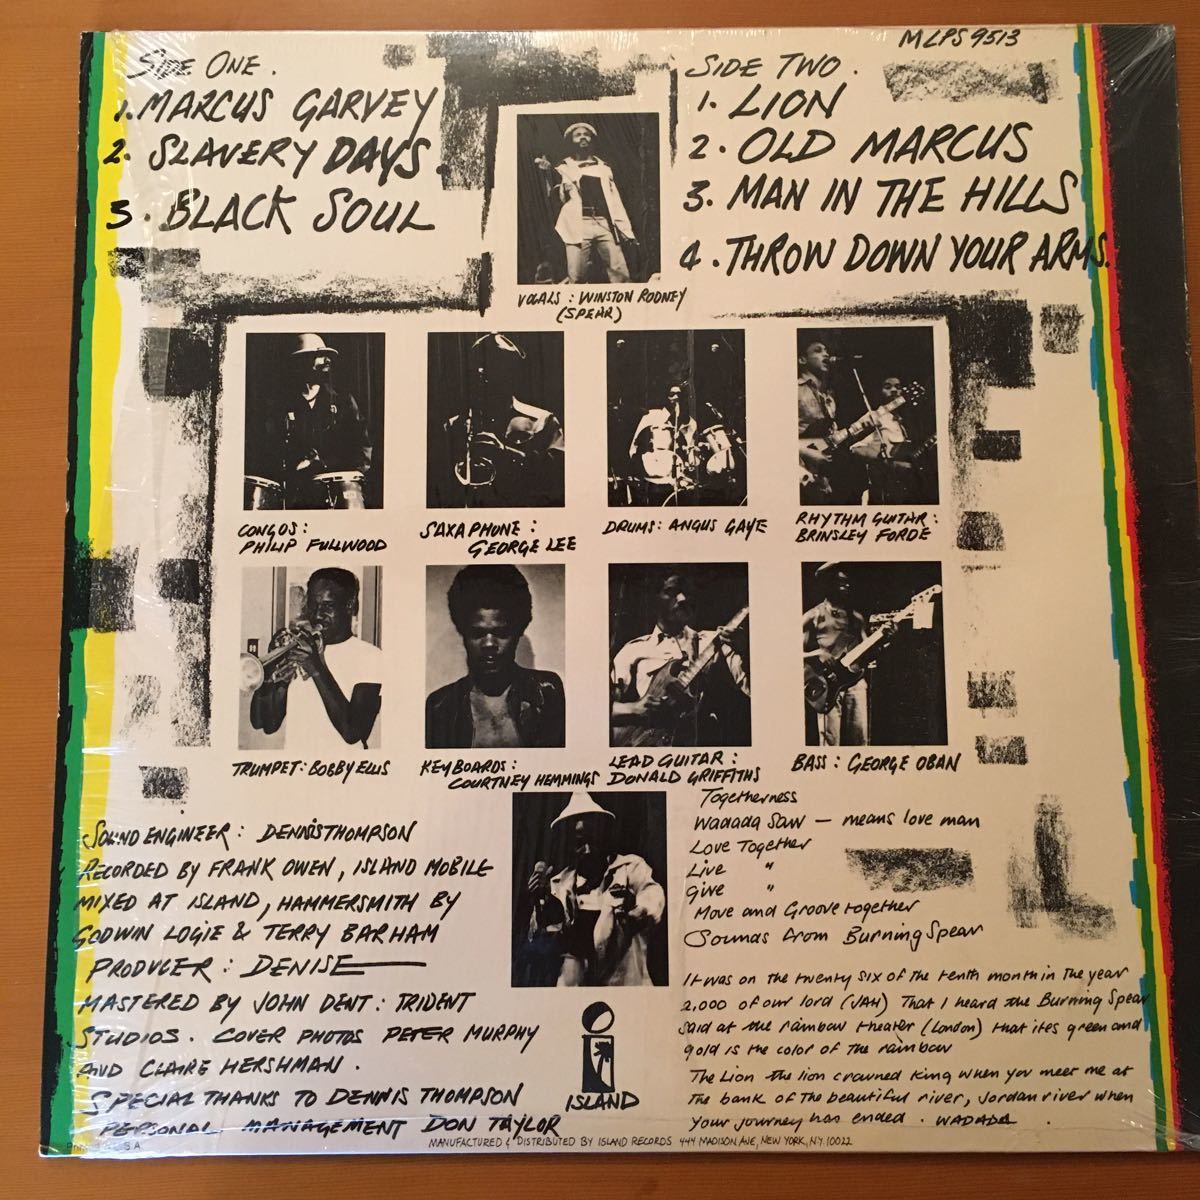 MLPS 9513
SIDE ONE.
1. MARCUS GARVEY
2. SLAVERY DAYS.
3. BLACK SOUL
SIDE TWO.
1. LION
2. OLD MARCUS
3. MAN IN THE HILLS
4. THROW DOWN YOUR ARMS.
VOCALS : WINSTON RODNEY
(SPEAR)
CONGOS :
PHILIP FULLWOOD
SAXAPHONE :
GEORGE LEE
DRUMS: ANGUS GAYE
RHYTHM GUITAR :
BRINSLEY FORDE
TRUMPET: BOBBY ELLIS
KEYBOARDS :
COURTNEY HEMMINGS
LEAD GUITAR :
DONALD GRIFFITHS
BASS : GEORGE OBAN
SOUND ENGINEER : DENNIS THOMPSON
RECORDED BY FRANK OWEN, ISLAND MOBILE
MIXED AT ISLAND, HAMMERSMITH BY
GODWIN LOGIE & TERRY BARHAM
PRODUCER : DENISE
MASTERED BY JOHN DENT : TRIDENT
STUDIOS. COVER PHOTOS PETER MURPHY
AND CLAIRE HERSHMAN.
SPECIAL THANKS TO DENNIS THOMPSON
PERSONAL MANAGEMENT DON TAYLOR
Togetherness
Wadada Saw — means love man
Love Together
Live "
Give "
Move and Groove together
Sounds from Burning Spear
It was on the twenty six of the tenth month in the year
2,000 of our lord (JAH) That I heard the Burning Spear
said at the rainbow theater (London) that ites green and
gold is the color of the rainbow
The Lion the lion crowned king when you meet me at
the bank of the beautiful river, Jordan river when
your journey has ended. WADADA.
ISLAND
MANUFACTURED & DISTRIBUTED BY ISLAND RECORDS 444 MADISON AVE, NEW YORK, N.Y. 10022